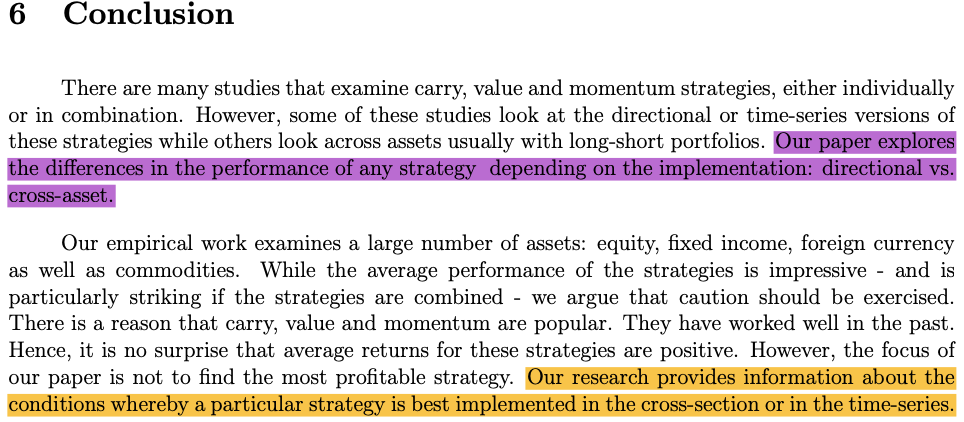 6 Conclusion
There are many studies that examine carry, value and momentum strategies, either individually
or in combination. However, some of these studies look at the directional or time-series versions of
these strategies while others look across assets usually with long-short portfolios. Our paper explores
the differences in the performance of any strategy depending on the implementation: directional vs.
cross-asset.
Our empirical work examines a large number of assets: equity, fixed income, foreign currency
as well as commodities. While the average performance of the strategies is impressive - and is
particularly striking if the strategies are combined - we argue that caution should be exercised.
There is a reason that carry, value and momentum are popular. They have worked well in the past.
Hence, it is no surprise that average returns for these strategies are positive. However, the focus of
our paper is not to find the most profitable strategy. Our research provides information about the
conditions whereby a particular strategy is best implemented in the cross-section or in the time-series.